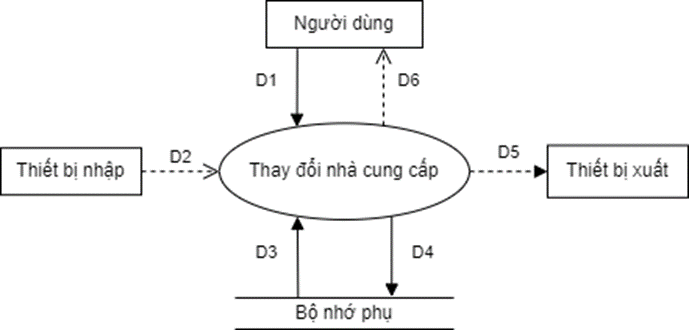 Người dùng
D1
D6
D2
D5
Thiết bị nhập
Thay đổi nhà cung cấp
Thiết bị xuất
D3
D4
Bộ nhớ phụ